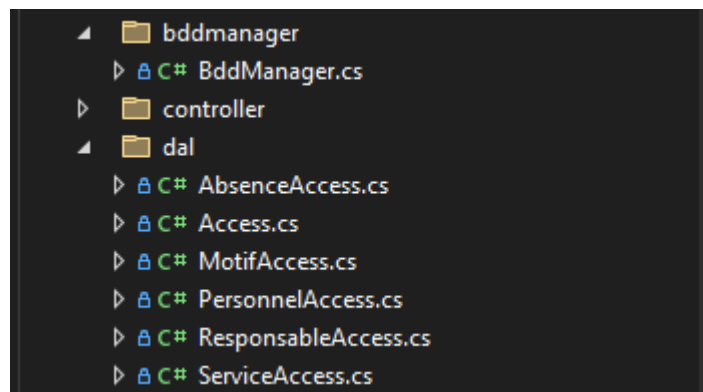 bddmanager
C# BddManager.cs
controller
dal
C# AbsenceAccess.cs
C# Access.cs
C# MotifAccess.cs
C# PersonnelAccess.cs
C# ResponsableAccess.cs
C# ServiceAccess.cs